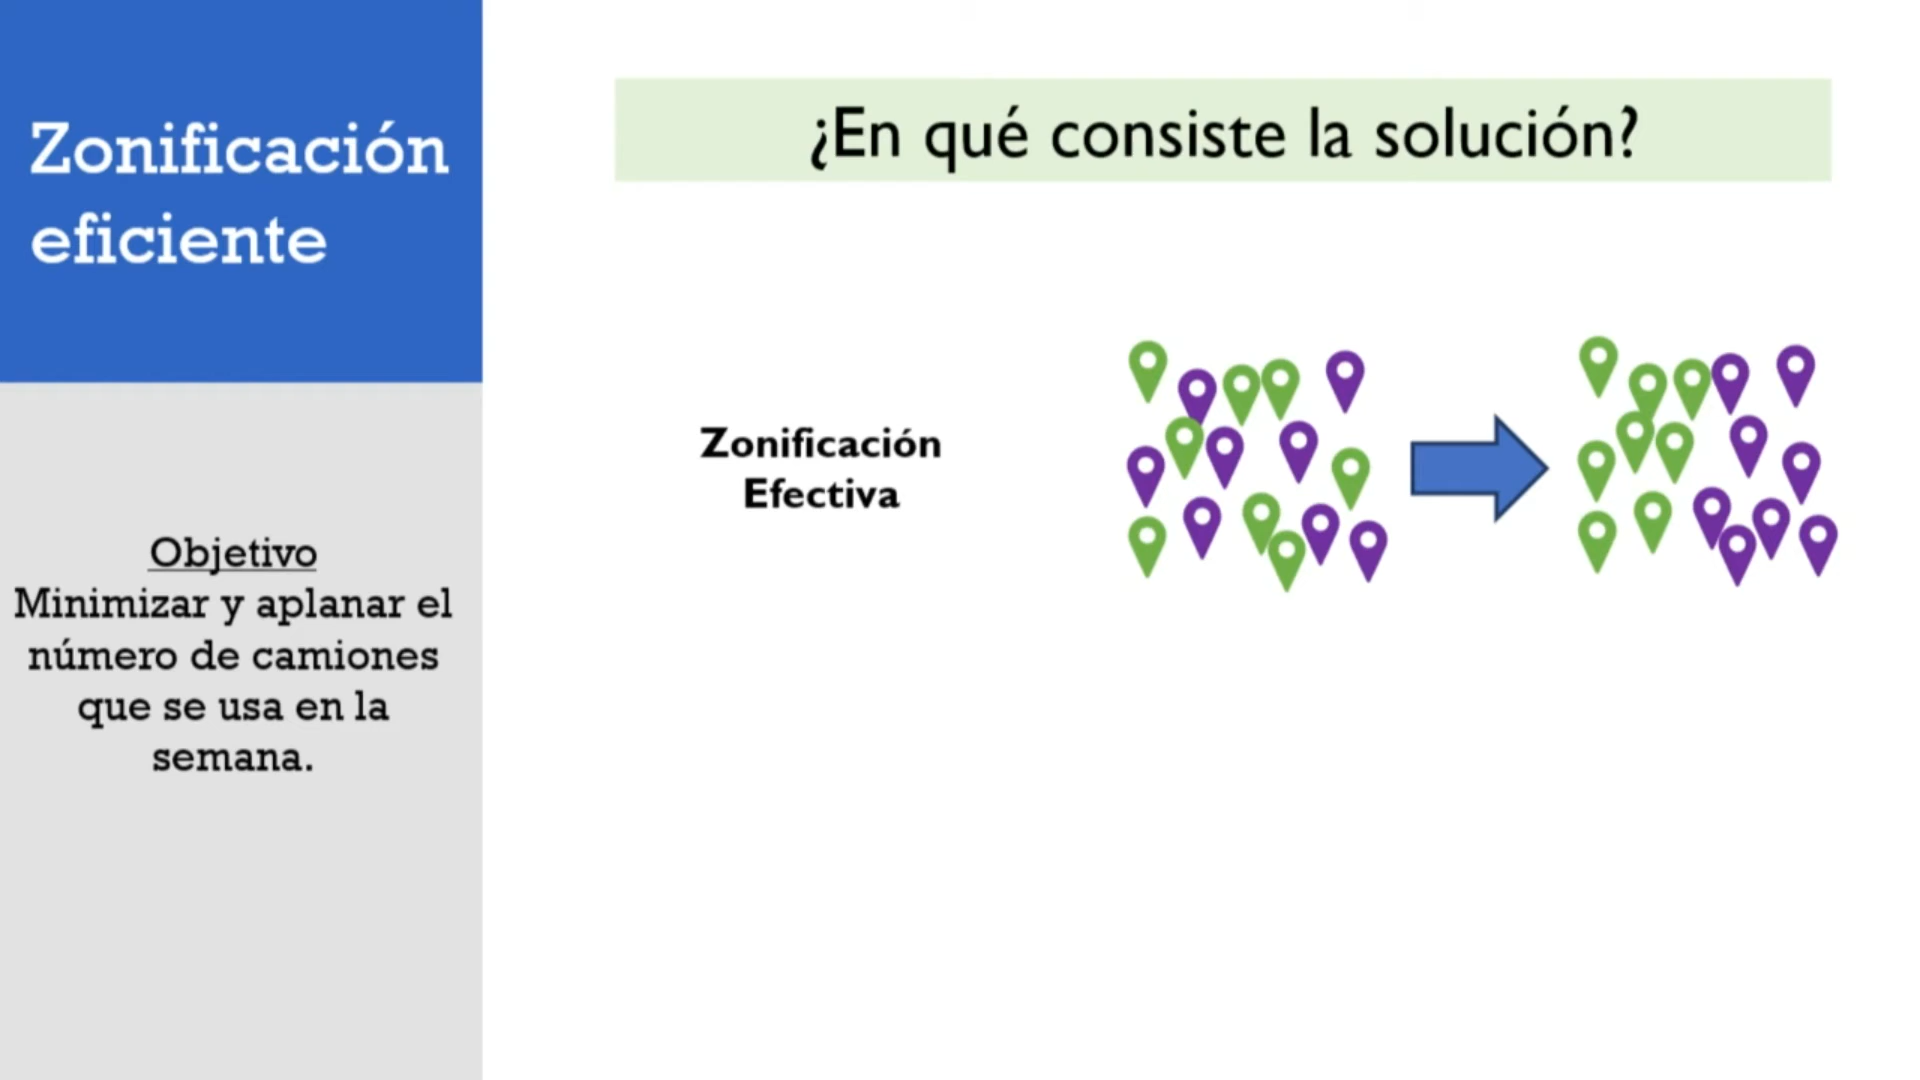 Zonificación
eficiente
Objetivo
Minimizar y aplanar el
número de camiones
que se usa en la
semana.
¿En qué consiste la solución?
Zonificación
Efectiva